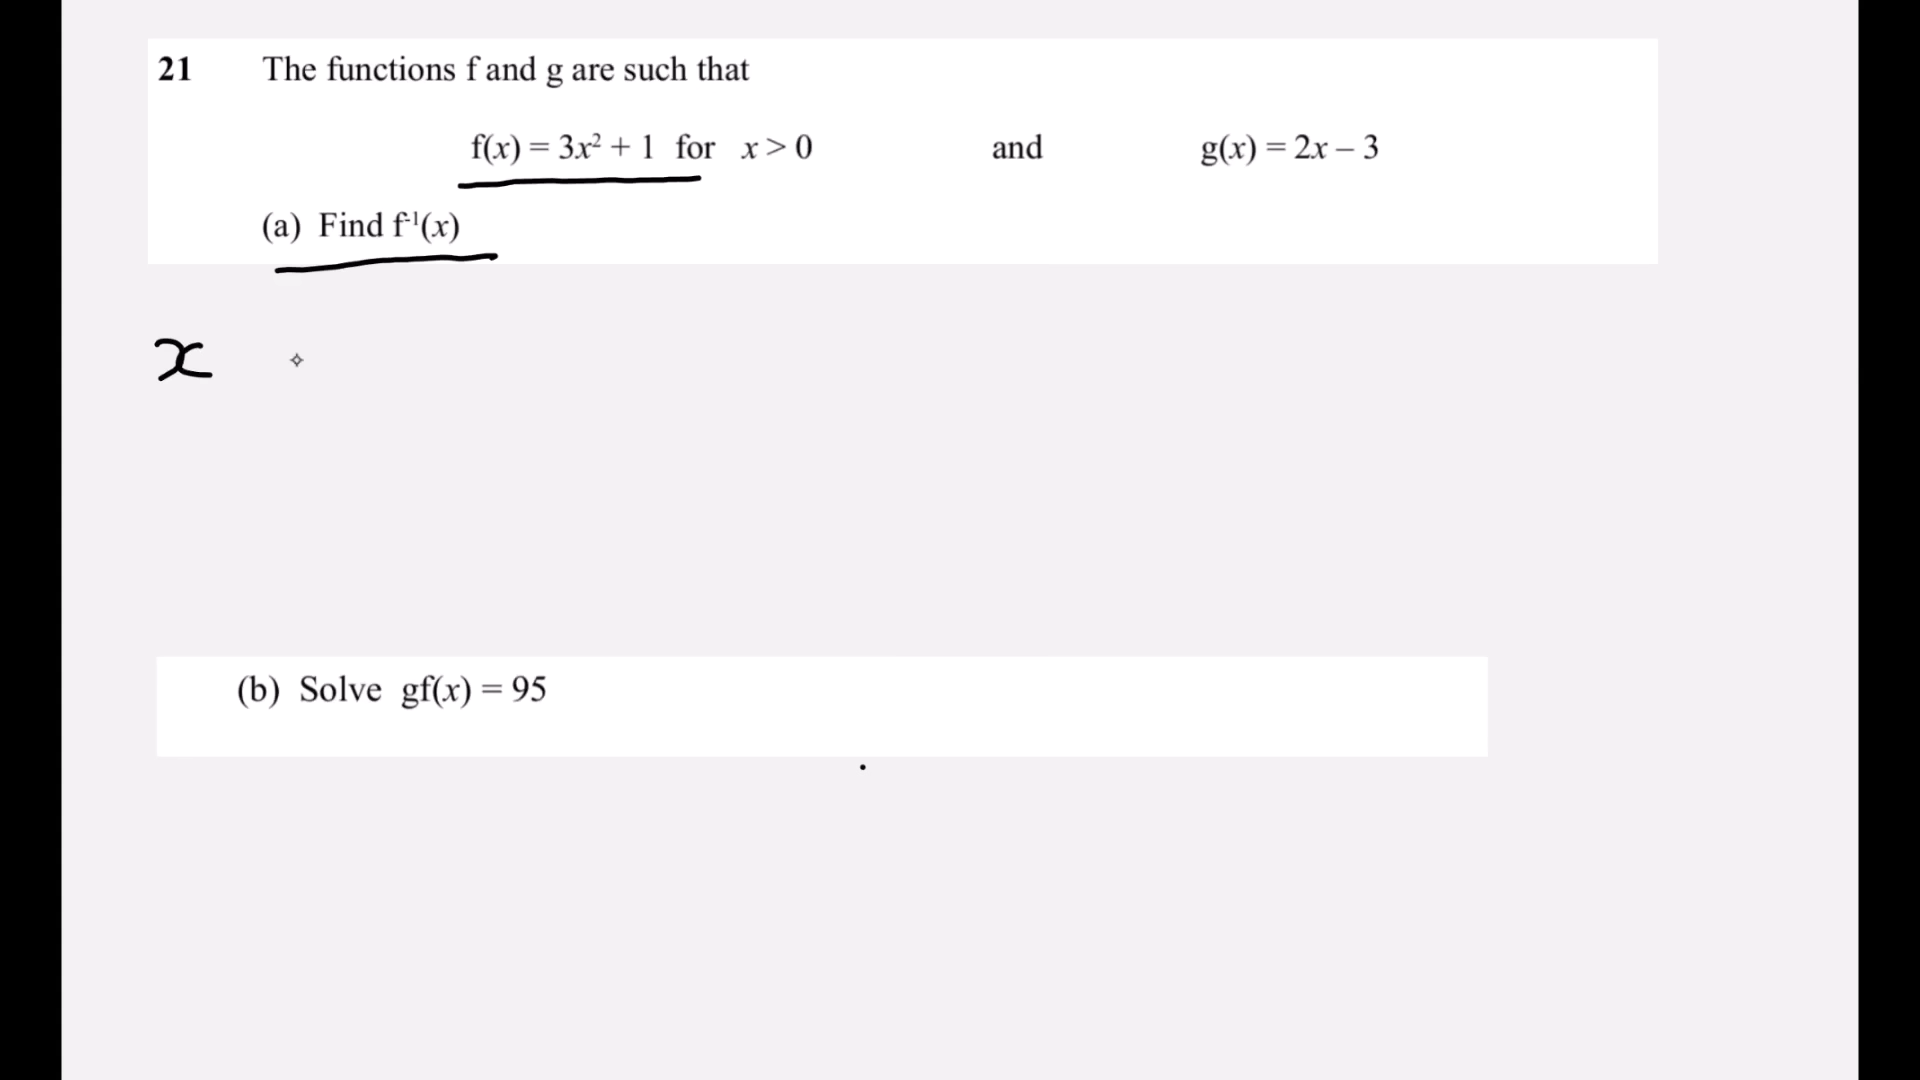 21 The functions f and g are such that
f(x) = 3x² + 1 for x > 0 and g(x) = 2x – 3
(a) Find f⁻¹(x)
x
(b) Solve gf(x) = 95